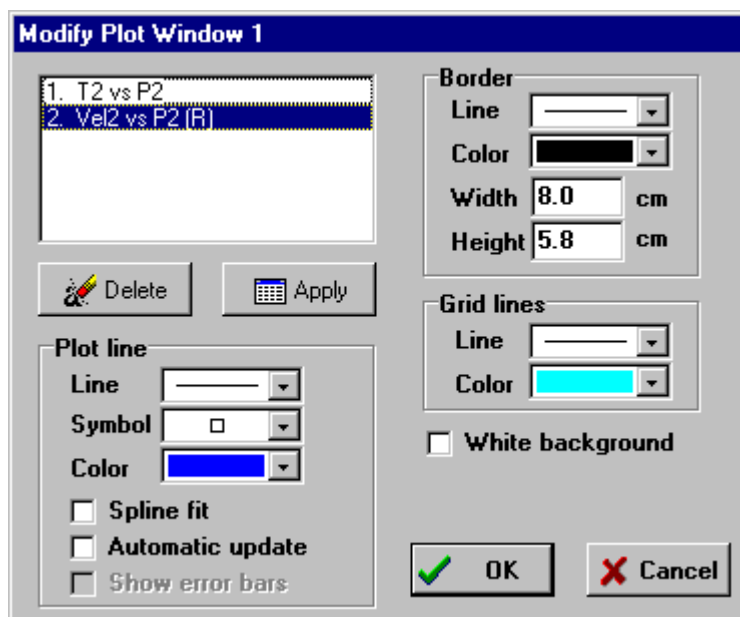 Modify Plot Window 1
1. T2 vs P2
2. Vel2 vs P2 (R)
Delete
Apply
Plot line
Line
Symbol
Color
Spline fit
Automatic update
Show error bars
Border
Line
Color
Width 8.0 cm
Height 5.8 cm
Grid lines
Line
Color
White background
OK
Cancel